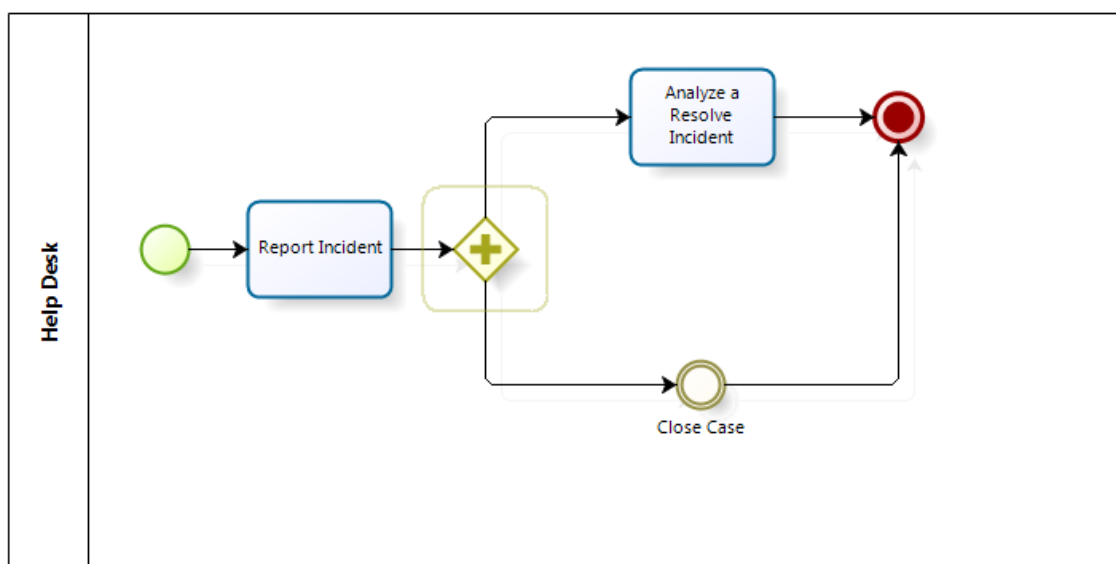 Help Desk
Report Incident
Analyze a
Resolve
Incident
Close Case